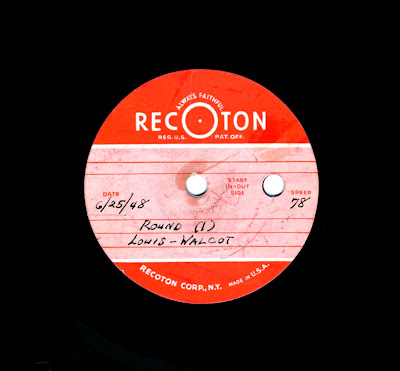 ALWAYS FAITHFUL
RECOTON
REG. U.S. PAT. OFF.
START
DATE IN-OUT SPEED
SIDE
6/25/48 78
ROUND (1)
LOUIS - WALCOT
RECOTON CORP., N.Y. MADE IN U.S.A.